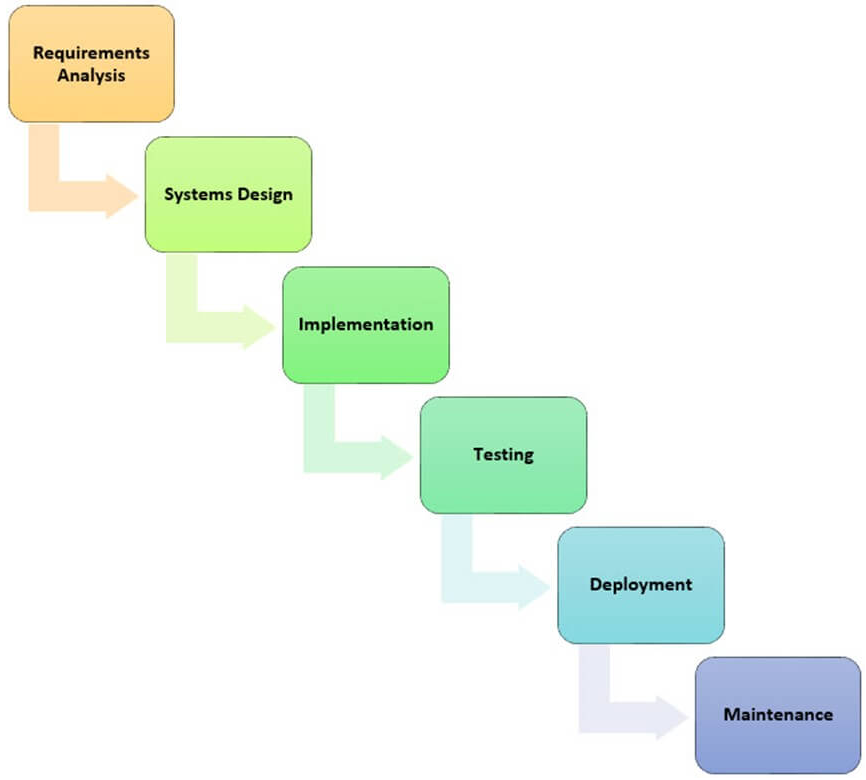 Requirements
Analysis
Systems Design
Implementation
Testing
Deployment
Maintenance